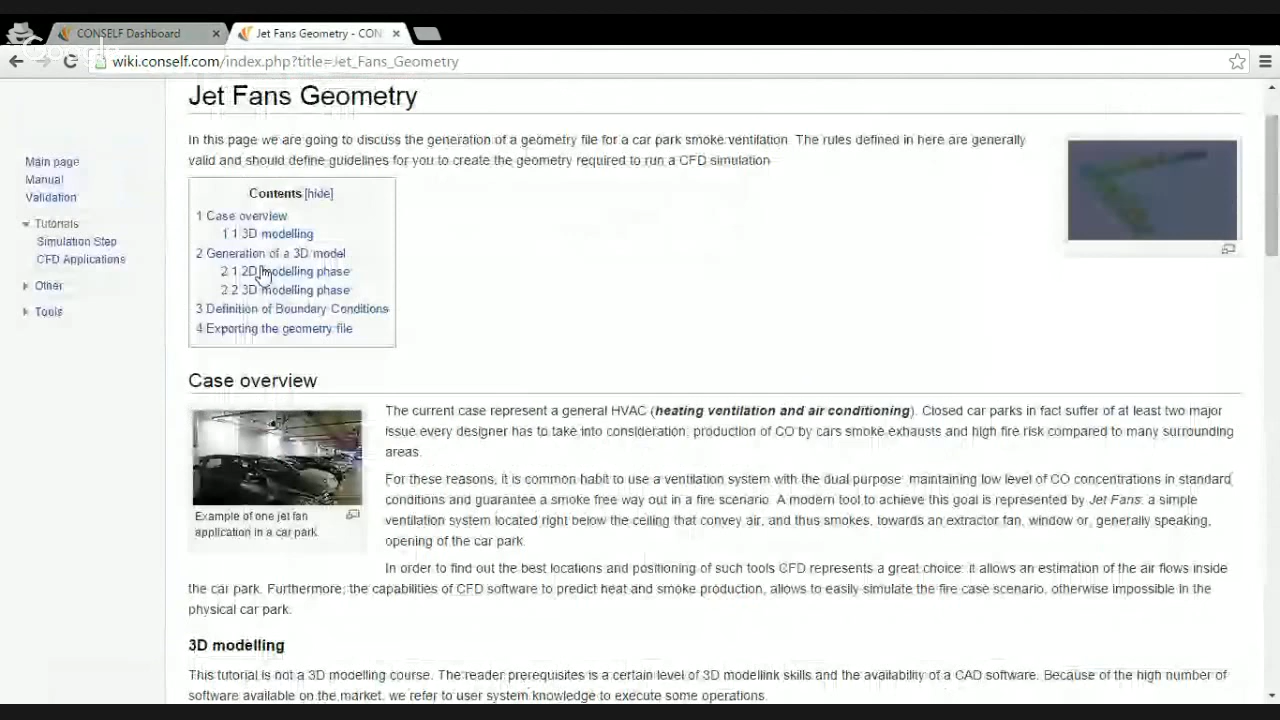 CONSELF Dashboard
Jet Fans Geometry - CON
wiki.conself.com/index.php?title=Jet_Fans_Geometry
Jet Fans Geometry
In this page we are going to discuss the generation of a geometry file for a car park smoke ventilation. The rules defined in here are generally
valid and should define guidelines for you to create the geometry required to run a CFD simulation
Main page
Manual
Validation
Tutorials
Simulation Step
CFD Applications
Other
Tools
Contents [hide]
1 Case overview
1 1 3D modelling
2 Generation of a 3D model
2 1 2D modelling phase
2 2 3D modelling phase
3 Definition of Boundary Conditions
4 Exporting the geometry file
Case overview
Example of one jet fan
application in a car park.
The current case represent a general HVAC (heating ventilation and air conditioning). Closed car parks in fact suffer of at least two major
issue every designer has to take into consideration, production of CO by cars smoke exhausts and high fire risk compared to many surrounding
areas.
For these reasons, it is common habit to use a ventilation system with the dual purpose: maintaining low level of CO concentrations in standard
conditions and guarantee a smoke free way out in a fire scenario. A modern tool to achieve this goal is represented by Jet Fans: a simple
ventilation system located right below the ceiling that convey air, and thus smokes, towards an extractor fan, window or, generally speaking,
opening of the car park.
In order to find out the best locations and positioning of such tools CFD represents a great choice: it allows an estimation of the air flows inside
the car park. Furthermore, the capabilities of CFD software to predict heat and smoke production, allows to easily simulate the fire case scenario, otherwise impossible in the
physical car park.
3D modelling
This tutorial is not a 3D modelling course. The reader prerequisites is a certain level of 3D modellink skills and the availability of a CAD software. Because of the high number of
software available on the market, we refer to user system knowledge to execute some operations.